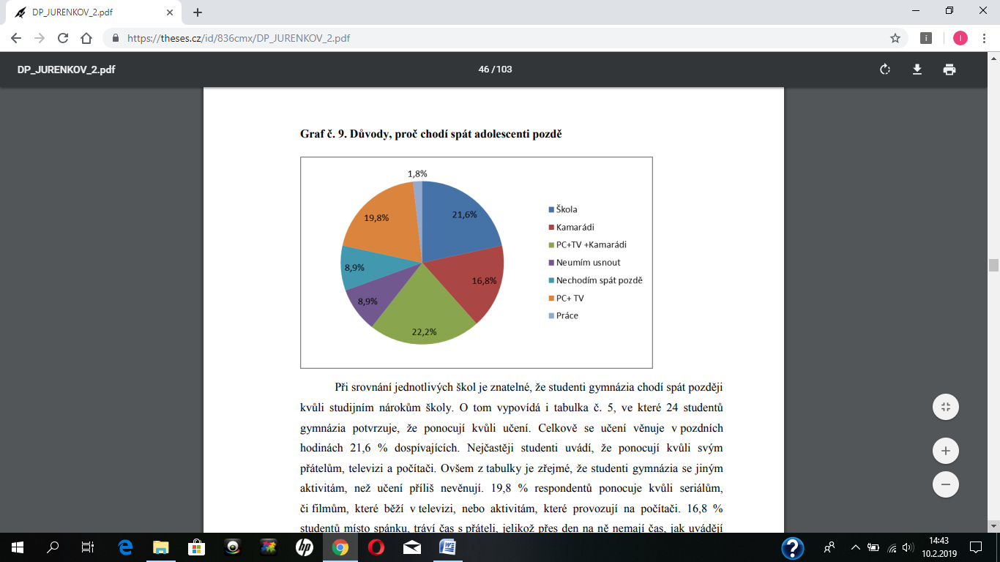 DP_JURENKOV_2.pdf
https://theses.cz/id/836cmx/DP_JURENKOV_2.pdf
DP_JURENKOV_2.pdf
46 / 103
Graf č. 9. Důvody, proč chodí spát adolescenti pozdě
1,8%
21,6%
19,8%
16,8%
8,9%
8,9%
22,2%
Škola
Kamarádi
PC+TV +Kamarádi
Neumím usnout
Nechodím spát pozdě
PC+ TV
Práce
Při srovnání jednotlivých škol je znatelné, že studenti gymnázia chodí spát později
kvůli studijním nárokům školy. O tom vypovídá i tabulka č. 5, ve které 24 studentů
gymnázia potvrzuje, že ponocují kvůli učení. Celkově se učení věnuje v pozdních
hodinách 21,6 % dospívajících. Nejčastěji studenti uvádí, že ponocují kvůli svým
přátelům, televizi a počítači. Ovšem z tabulky je zřejmé, že studenti gymnázia se jiným
aktivitám, než učení příliš nevěnují. 19,8 % respondentů ponocuje kvůli seriálům,
či filmům, které běží v televizi, nebo aktivitám, které provozují na počítači. 16,8 %
studentů místo spánku, tráví čas s přáteli, jelikož přes den na ně nemají čas, jak uvádějí
14:43
10.2.2019